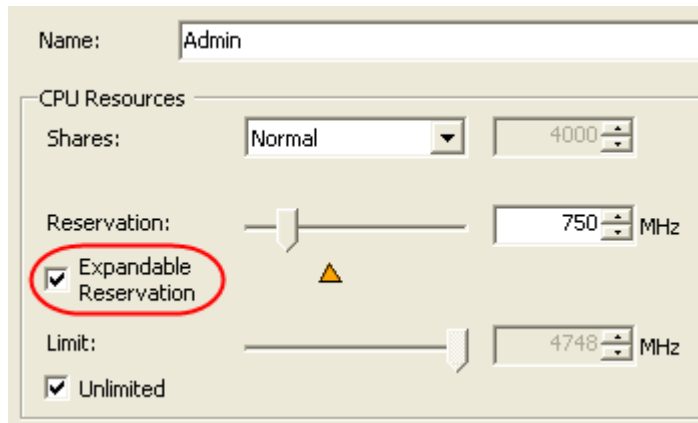 Name: Admin
CPU Resources
Shares: Normal 4000
Reservation: 750 MHz
Expandable
Reservation
Limit: 4748 MHz
Unlimited